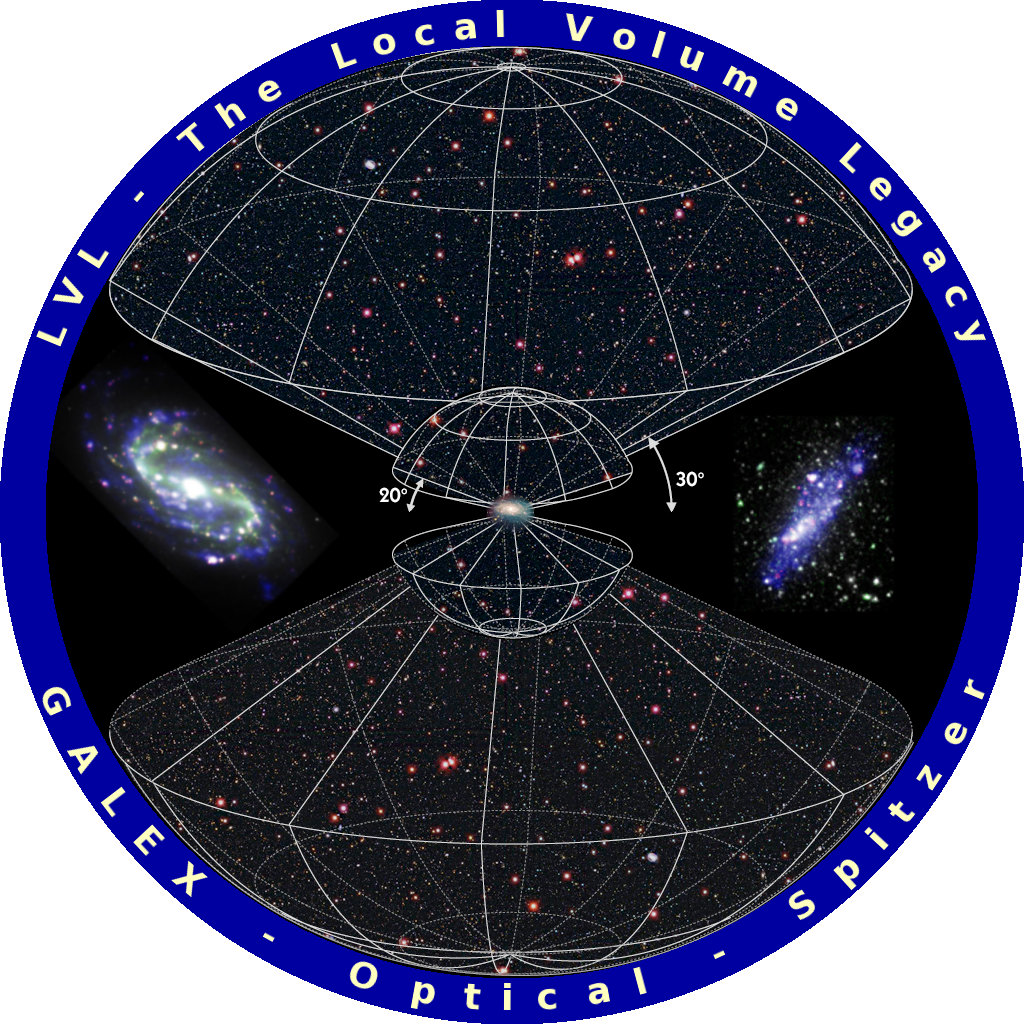 LVL - The Local Volume Legacy
20°
30°
GALEX - Optical - Spitzer